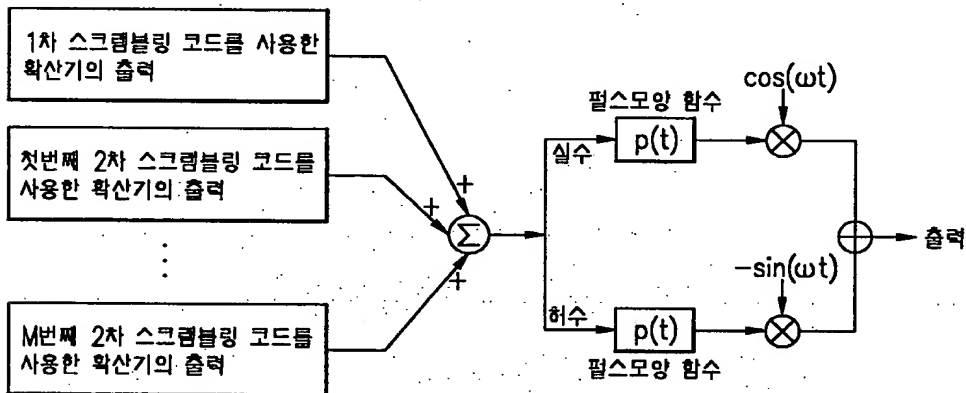 1차 스크램블링 코드를 사용한
확산기의 출력
첫번째 2차 스크램블링 코드를
사용한 확산기의 출력
M번째 2차 스크램블링 코드를
사용한 확산기의 출력
+
+
+
Σ
실수
허수
펄스모양 함수
p(t)
cos(ωt)
p(t)
펄스모양 함수
-sin(ωt)
출력